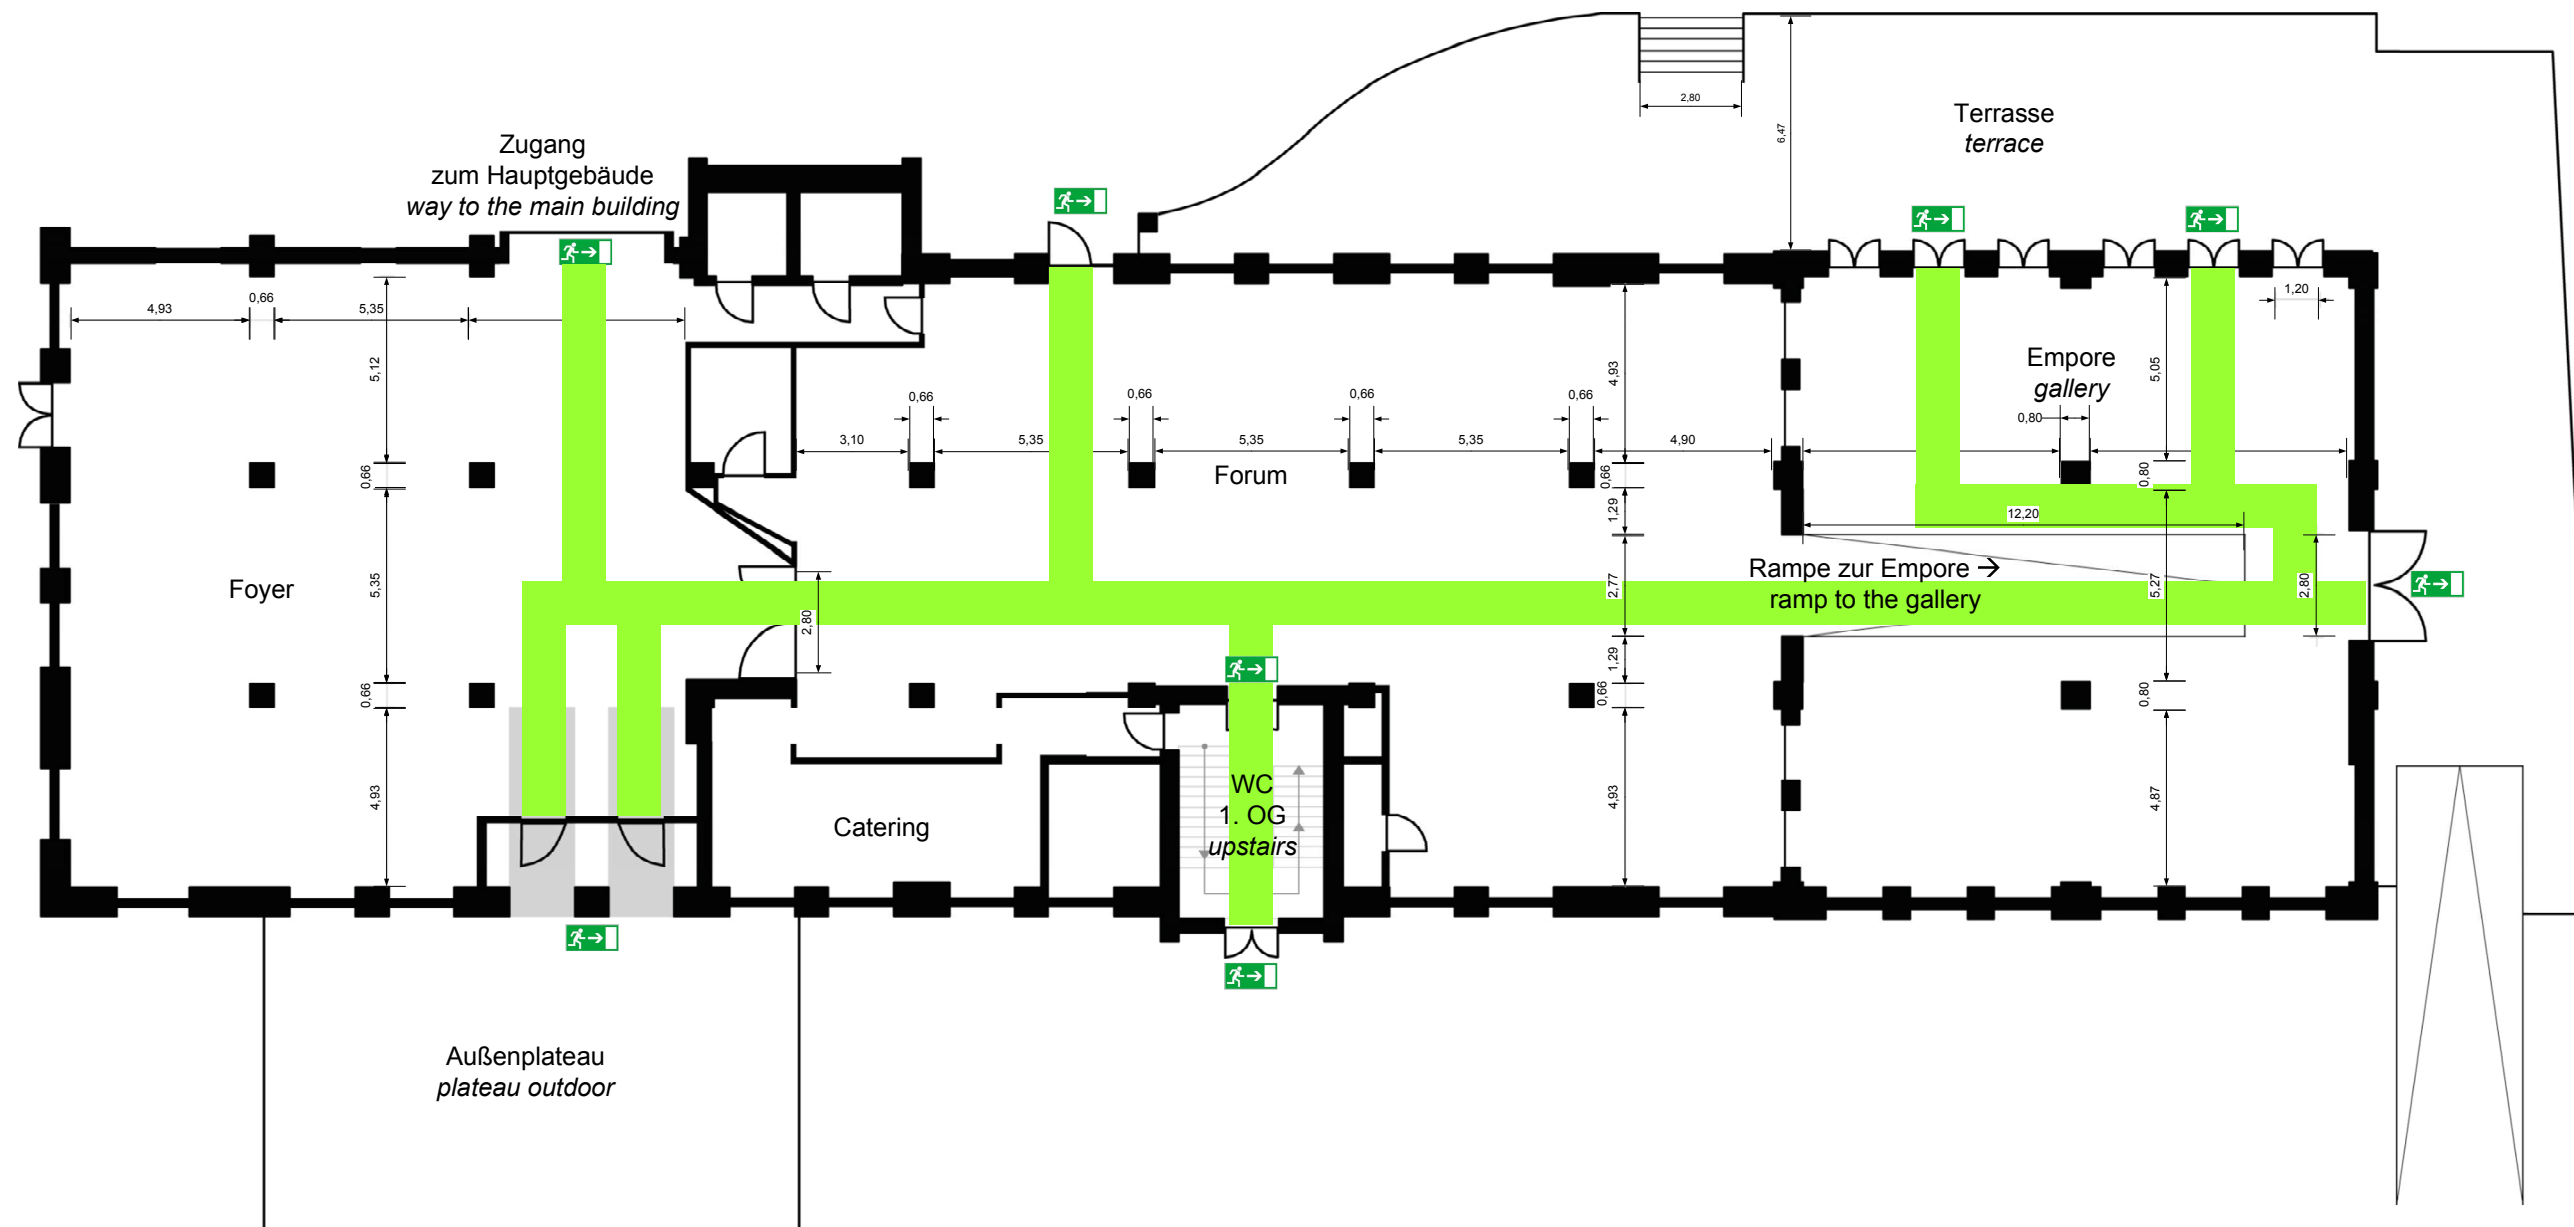 2,80
6,47
Terrasse
terrace
Zugang
zum Hauptgebäude
way to the main building
4,93
0,66
5,35
5,12
0,66
5,35
0,66
4,93
Foyer
3,10
0,66
5,35
0,66
5,35
0,66
5,35
0,66
4,90
Forum
4,93
0,66
1,29
2,77
1,29
0,66
4,93
2,80
Empore
gallery
1,20
5,05
0,80
0,80
12,20
5,27
2,80
0,80
4,87
Rampe zur Empore →
ramp to the gallery
Catering
WC
1. OG
upstairs
Außenplateau
plateau outdoor